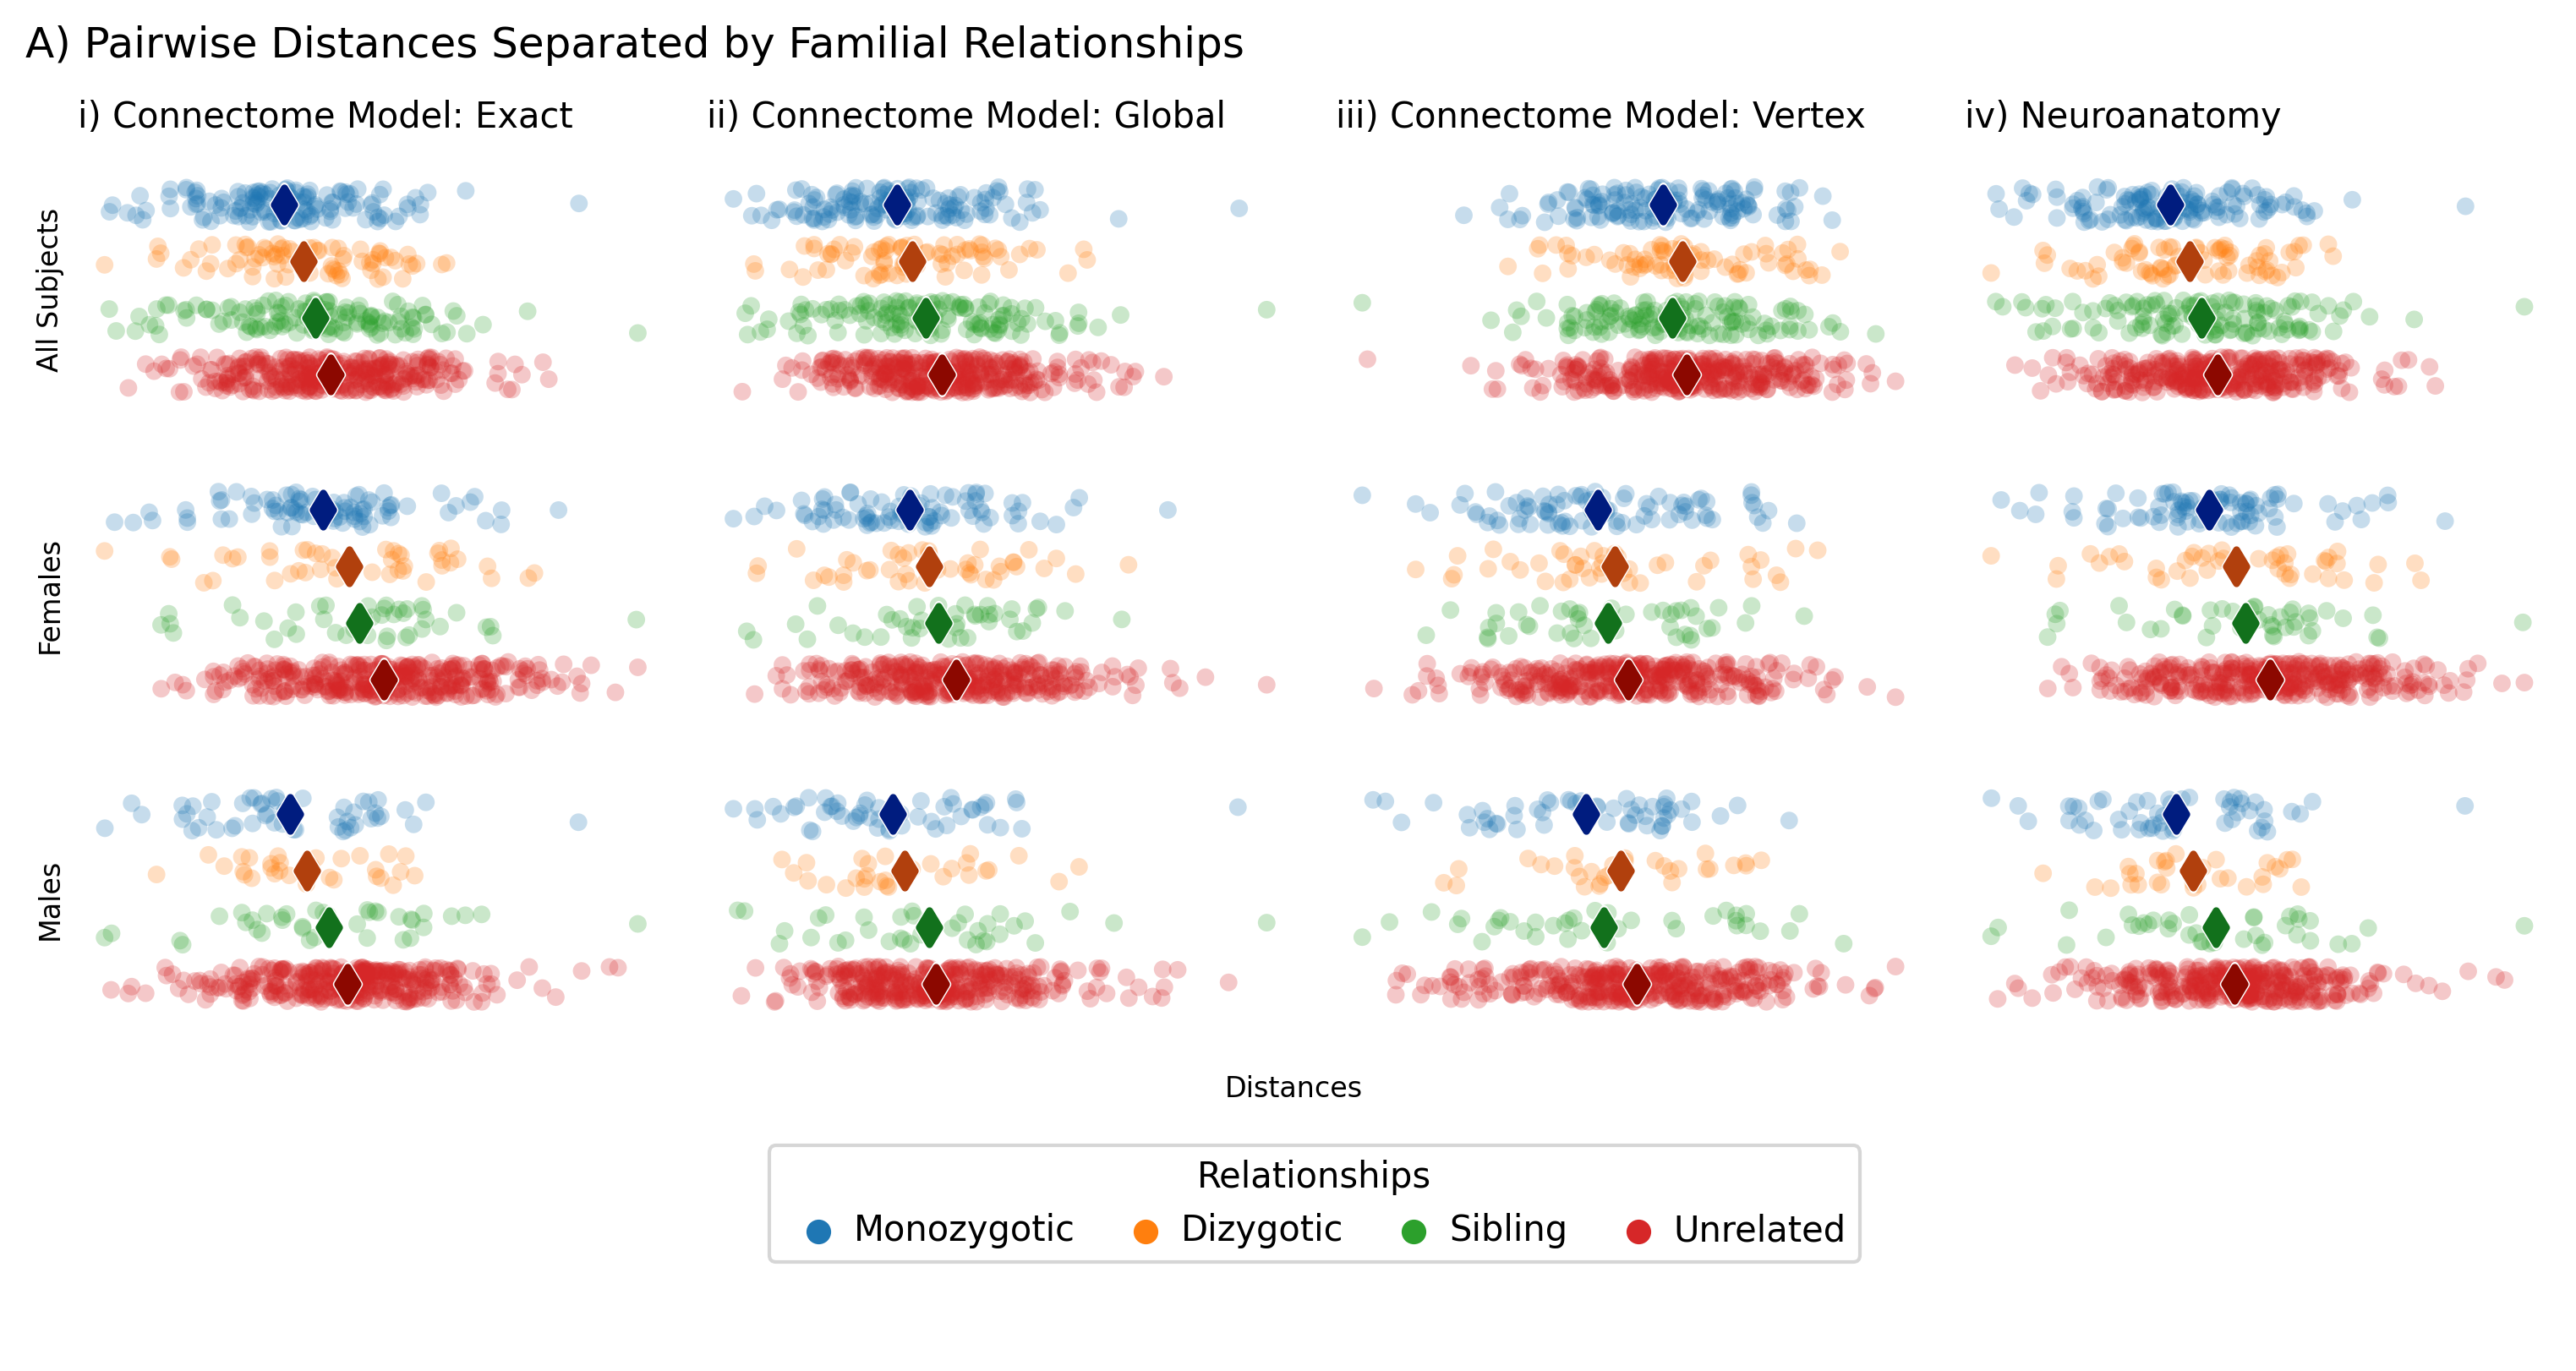 A) Pairwise Distances Separated by Familial Relationships
i) Connectome Model: Exact
ii) Connectome Model: Global
iii) Connectome Model: Vertex
iv) Neuroanatomy
All Subjects
Females
Males
Distances
Relationships
Monozygotic Dizygotic Sibling Unrelated